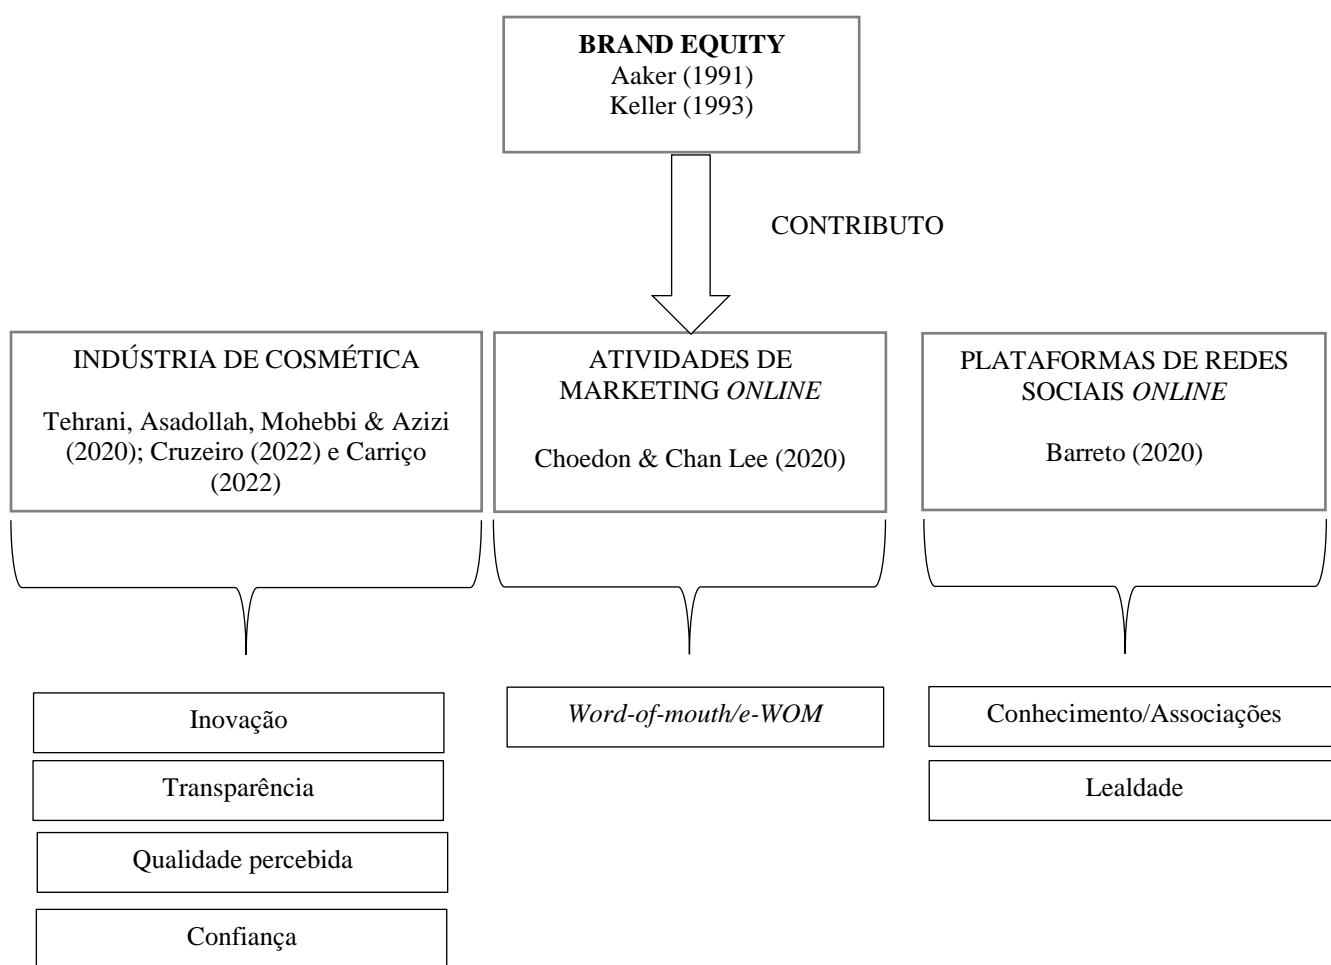 BRAND EQUITY
Aaker (1991)
Keller (1993)
CONTRIBUTO
INDÚSTRIA DE COSMÉTICA
Tehrani, Asadollah, Mohebbi & Azizi
(2020); Cruzeiro (2022) e Carriço
(2022)
ATIVIDADES DE
MARKETING ONLINE
Choedon & Chan Lee (2020)
PLATAFORMAS DE REDES
SOCIAIS ONLINE
Barreto (2020)
Inovação
Transparência
Qualidade percebida
Confiança
Word-of-mouth/e-WOM
Conhecimento/Associações
Lealdade